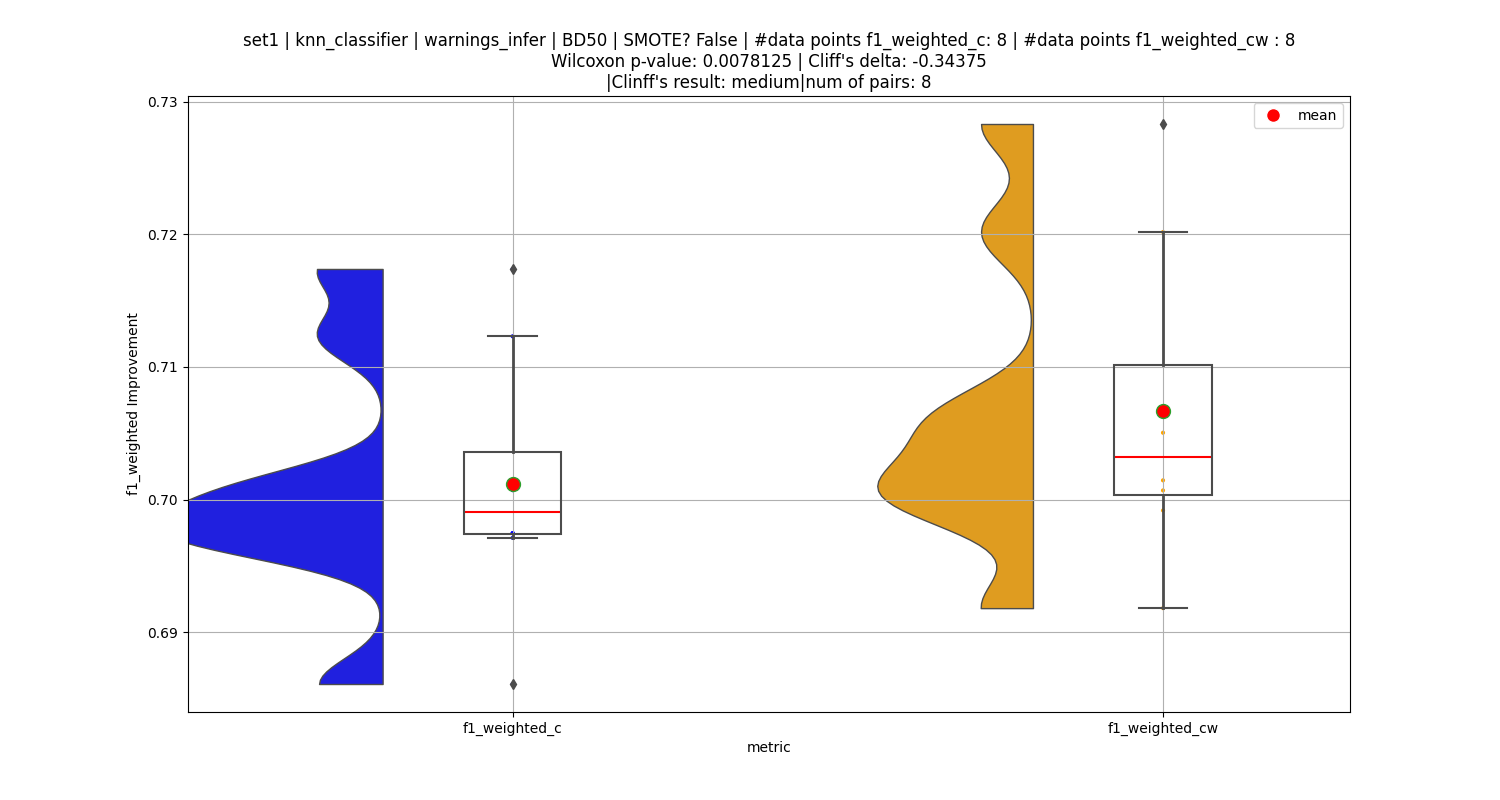 set1 | knn_classifier | warnings_infer | BD50 | SMOTE? False | #data points f1_weighted_c: 8 | #data points f1_weighted_cw : 8
Wilcoxon p-value: 0.0078125 | Cliff's delta: -0.34375
|Clinff's result: medium|num of pairs: 8
mean
0.73
0.72
0.71
0.70
0.69
f1_weighted Improvement
f1_weighted_c
f1_weighted_cw
metric